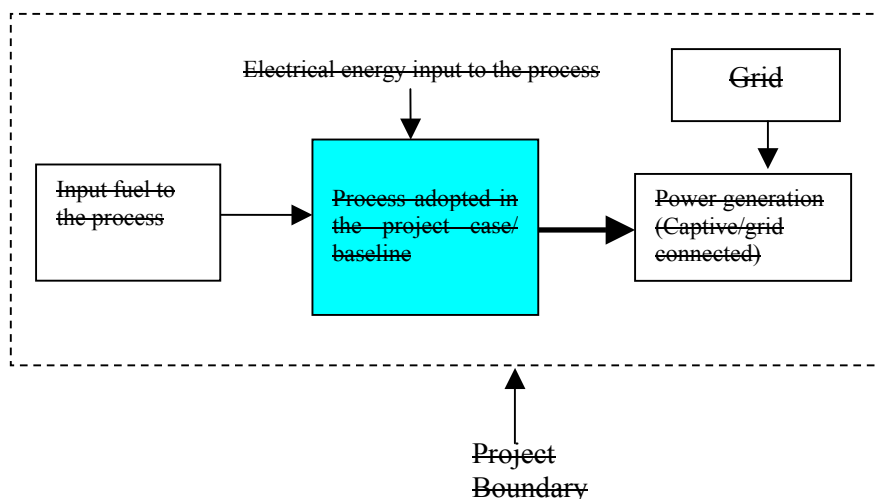 Electrical energy input to the process
Grid
Input fuel to
the process
Process adopted in
the project case/
baseline
Power generation
(Captive/grid
connected)
Project
Boundary